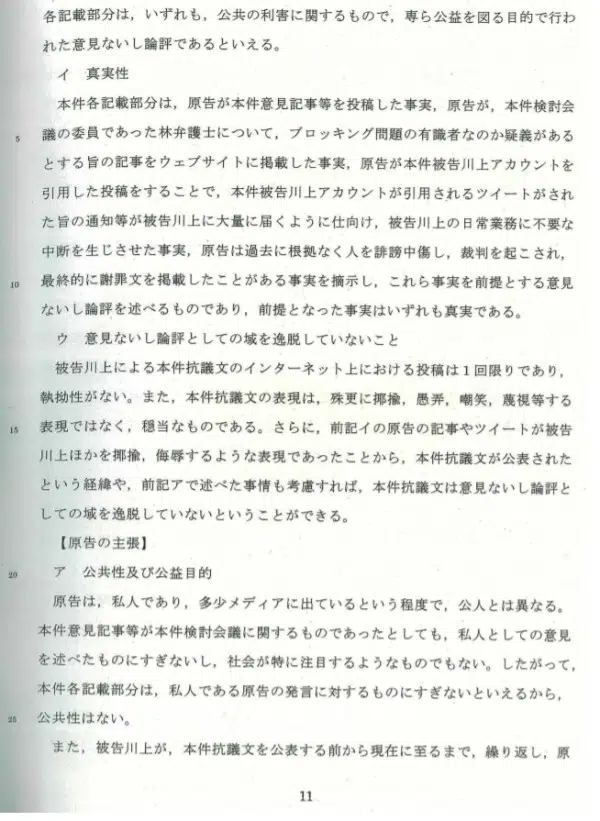 各記載部分は，いずれも，公共の利害に関するもので，専ら公益を図る目的で行わ
れた意見ないし論評であるといえる。
イ　真実性
本件各記載部分は，原告が本件意見記事等を投稿した事実，原告が，本件検討会
5 議の委員であった林弁護士について，ブロッキング問題の有識者なのか疑義がある
とする旨の記事をウェブサイトに掲載した事実，原告が本件被告川上アカウントを
引用した投稿をすることで，本件被告川上アカウントが引用されるツイートがされ
た旨の通知等が被告川上に大量に届くように仕向け，被告川上の日常業務に不要な
中断を生じさせた事実，原告は過去に根拠なく人を誹謗中傷し，裁判を起こされ，
10 最終的に謝罪文を掲載したことがある事実を摘示し，これら事実を前提とする意見
ないし論評を述べるものであり，前提となった事実はいずれも真実である。
ウ　意見ないし論評としての域を逸脱していないこと
被告川上による本件抗議文のインターネット上における投稿は１回限りであり，
執拗性がない。また，本件抗議文の表現は，殊更に揶揄，愚弄，嘲笑，蔑視等する
15 表現ではなく，穏当なものである。さらに，前記イの原告の記事やツイートが被告
川上ほかを揶揄，侮辱するような表現であったことから，本件抗議文が公表された
という経緯や，前記アで述べた事情も考慮すれば，本件抗議文は意見ないし論評と
しての域を逸脱していないということができる。
【原告の主張】
20 ア　公共性及び公益目的
原告は，私人であり，多少メディアに出ているという程度で，公人とは異なる。
本件意見記事等が本件検討会議に関するものであったとしても，私人としての意見
を述べたものにすぎないし，社会が特に注目するようなものでもない。したがって，
本件各記載部分は，私人である原告の発言に対するものにすぎないといえるから，
25 公共性はない。
また，被告川上が，本件抗議文を公表する前から現在に至るまで，繰り返し，原
11